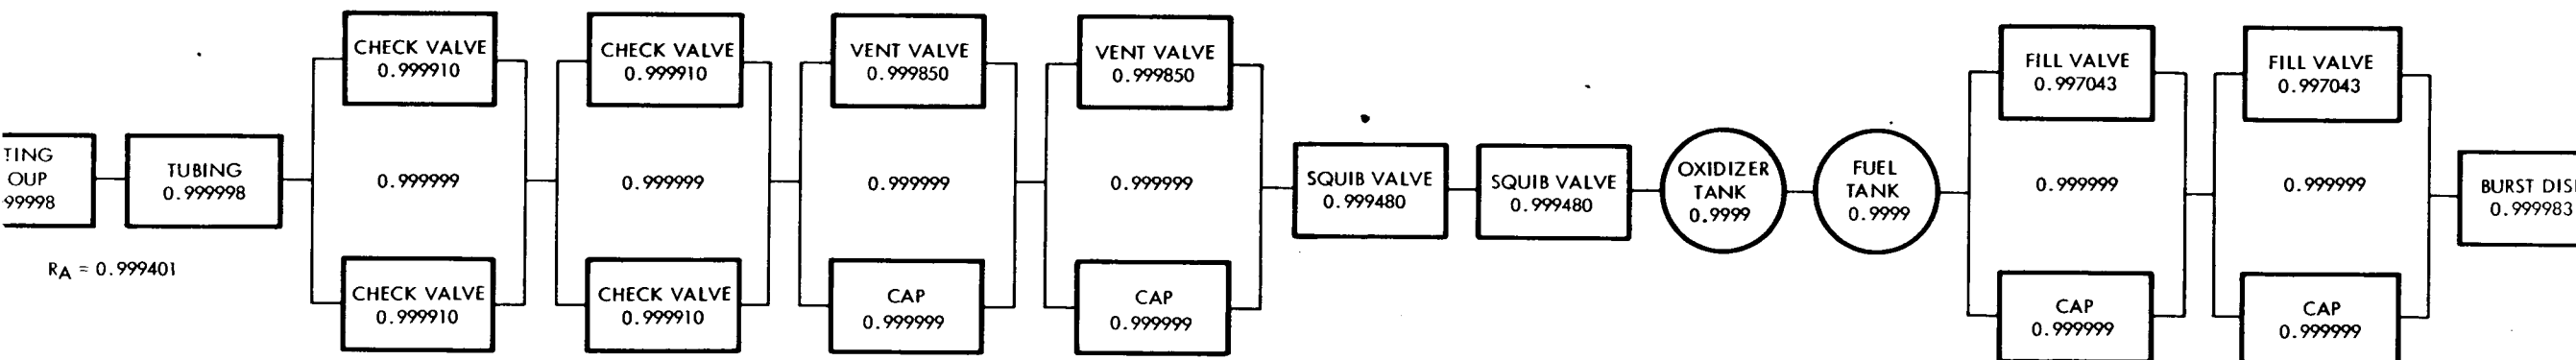 TING
OUP
99998
TUBING
0.999998
RA = 0.999401
CHECK VALVE
0.999910
0.999999
CHECK VALVE
0.999910
CHECK VALVE
0.999910
0.999999
CHECK VALVE
0.999910
VENT VALVE
0.999850
0.999999
CAP
0.999999
VENT VALVE
0.999850
0.999999
CAP
0.999999
SQUIB VALVE
0.999480
SQUIB VALVE
0.999480
OXIDIZER
TANK
0.9999
FUEL
TANK
0.9999
FILL VALVE
0.997043
0.999999
CAP
0.999999
FILL VALVE
0.997043
0.999999
CAP
0.999999
BURST DIS
0.999983